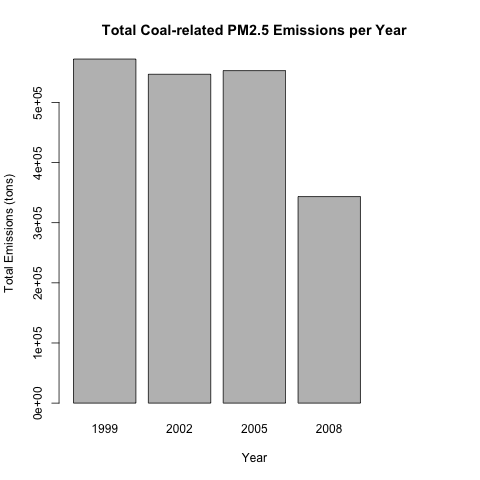 Total Coal-related PM2.5 Emissions per Year
Total Emissions (tons)
5e+05
4e+05
3e+05
2e+05
1e+05
0e+00
1999 2002 2005 2008
Year